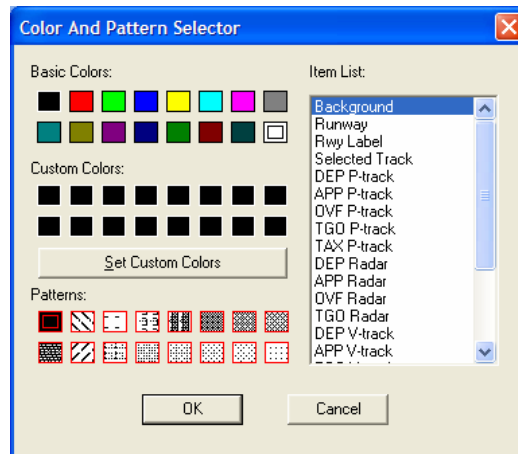 Color And Pattern Selector
Basic Colors:
Custom Colors:
Set Custom Colors
Patterns:
Item List:
Background
Runway
Rwy Label
Selected Track
DEP P-track
APP P-track
OVF P-track
TGO P-track
TAX P-track
DEP Radar
APP Radar
OVF Radar
TGO Radar
DEP V-track
APP V-track
OK
Cancel